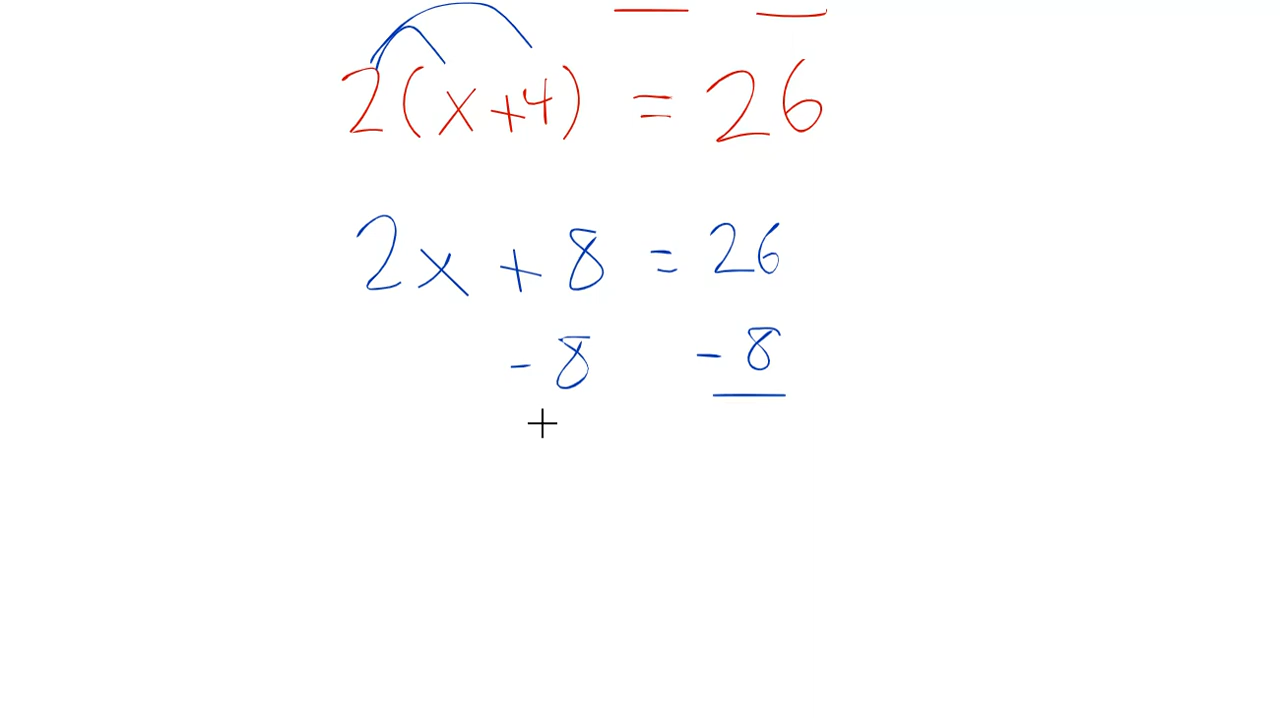 2(x+4) = 26
2x + 8 = 26
- 8 - 8